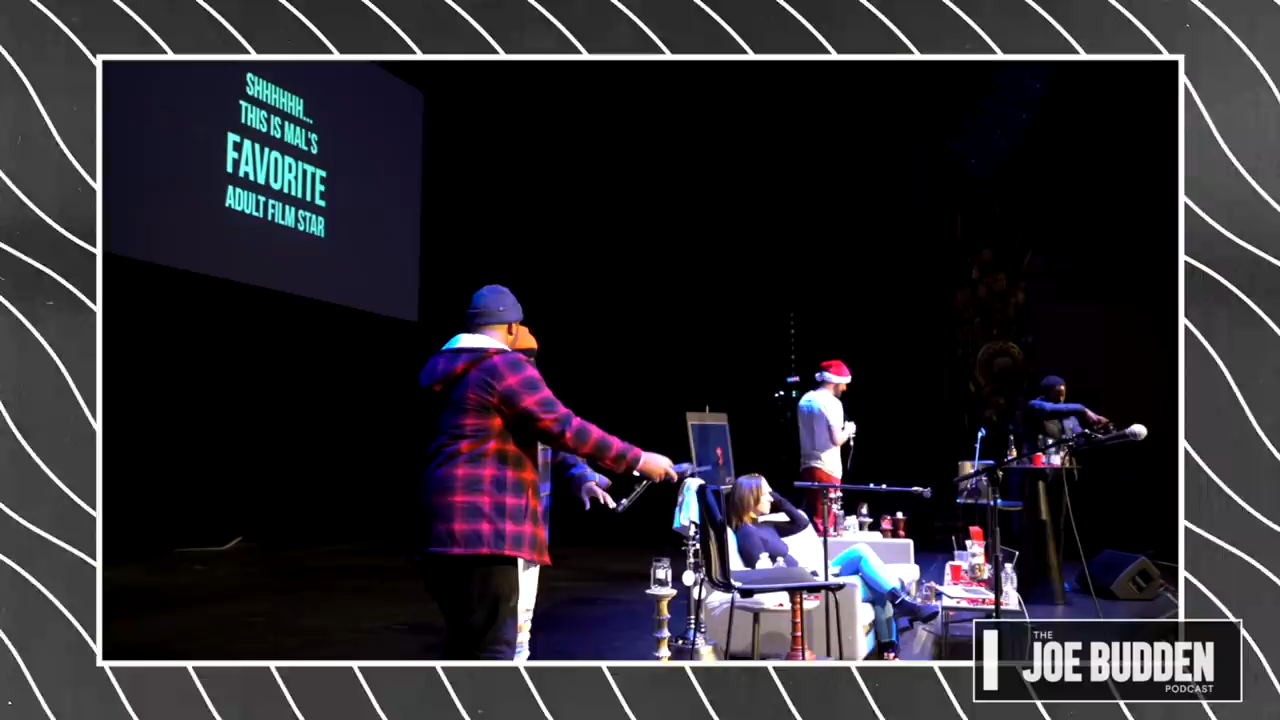 SHHHHHH...
THIS IS MAL'S
FAVORITE
ADULT FILM STAR
THE
JOE BUDDEN
PODCAST